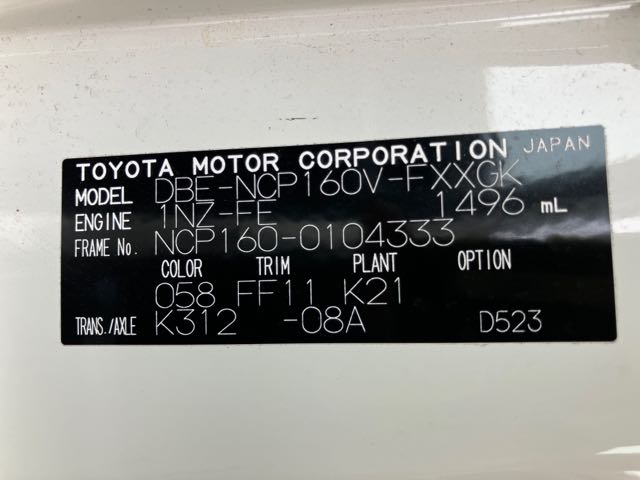 TOYOTA MOTOR CORPORATION JAPAN
MODEL DBE-NCP160V-FXXGK
ENGINE 1NZ-FE 1496 mL
FRAME No. NCP160-0104333
COLOR TRIM PLANT OPTION
058 FF11 K21
TRANS./AXLE K312 -08A D523